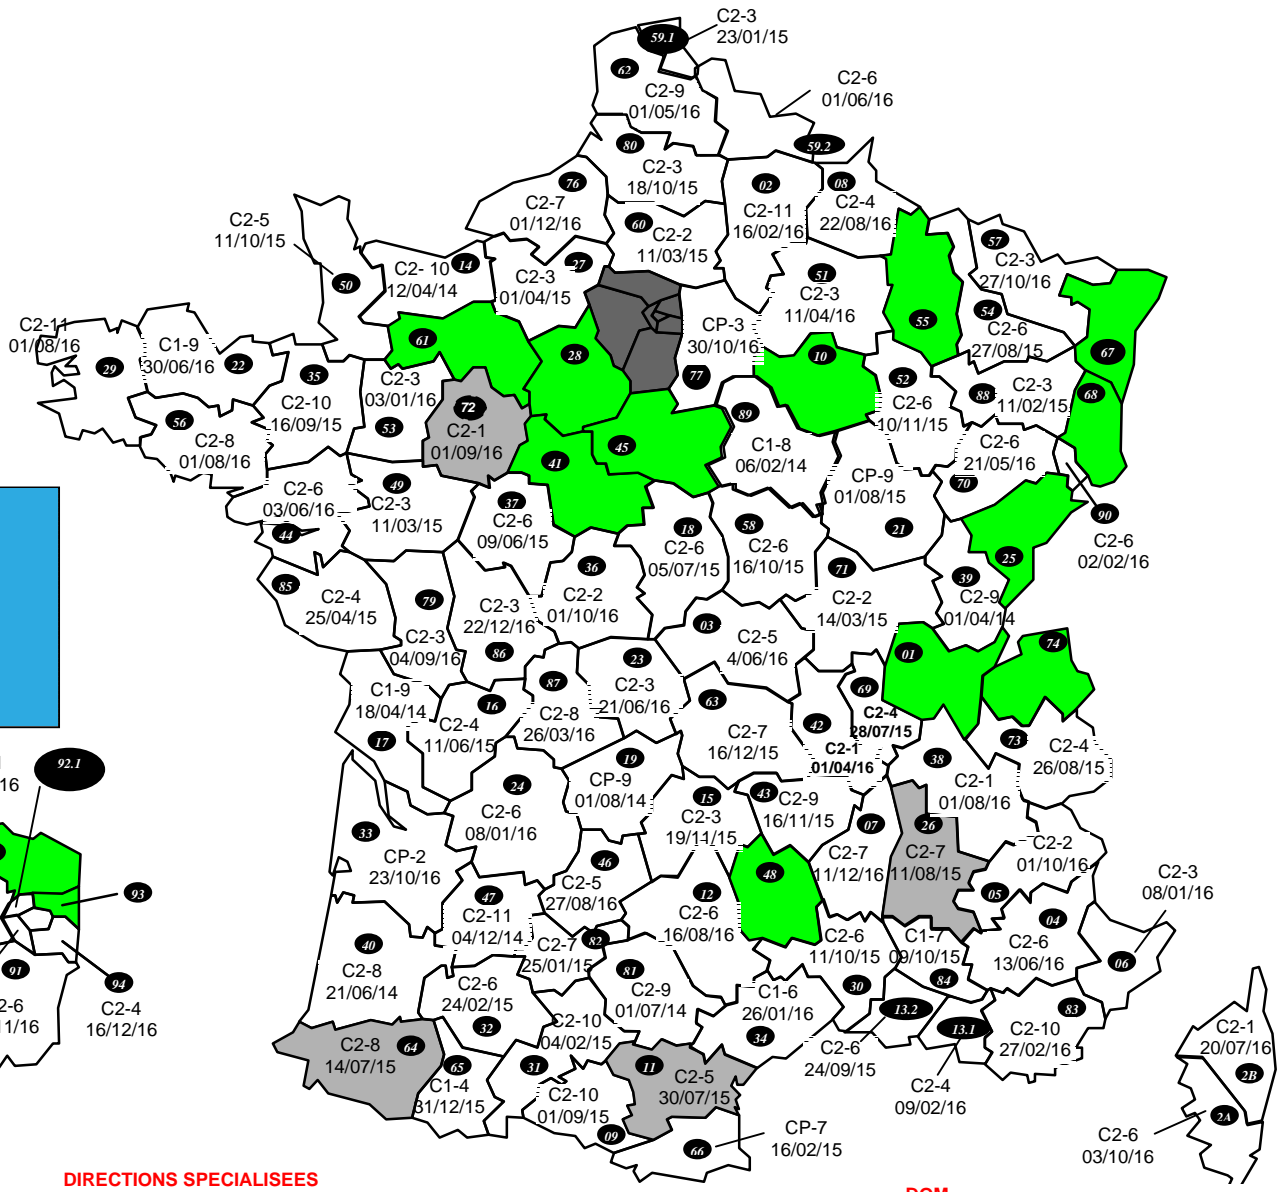 C2-3
23/01/15
59.1
62
C2-9
01/05/16
C2-6
01/06/16
59.2
80
C2-3
18/10/15
76
C2-7
01/12/16
02
C2-11
16/02/16
08
C2-4
22/08/16
60
C2-2
11/03/15
C2-5
11/10/15
50
C2- 10
12/04/14
14
C2-3
01/04/15
27
51
C2-3
11/04/16
57
C2-3
27/10/16
54
C2-6
27/08/15
55
67
68
61
28
CP-3
30/10/16
77
10
C2-11
01/08/16
29
C1-9
30/06/16
22
35
C2-10
16/09/15
C2-3
03/01/16
53
72
C2-1
01/09/16
56
C2-8
01/08/16
52
C2-6
10/11/15
88
C2-3
11/02/15
89
C1-8
06/02/14
45
41
C2-6
21/05/16
70
CP-9
01/08/15
21
90
C2-6
02/02/16
C2-6
03/06/16
44
49
C2-3
11/03/15
37
C2-6
09/06/15
18
C2-6
05/07/15
58
C2-6
16/10/15
25
39
C2-9
01/04/14
71
C2-2
14/03/15
85
C2-4
25/04/15
79
C2-3
04/09/16
C2-3
22/12/16
86
36
C2-2
01/10/16
03
C2-5
4/06/16
01
74
C1-9
18/04/14
17
16
C2-4
11/06/15
87
C2-8
26/03/16
23
C2-3
21/06/16
63
C2-7
16/12/15
42
C2-1
01/04/16
69
C2-4
28/07/15
73
C2-4
26/08/15
38
C2-1
01/08/16
92.1
16
24
C2-6
08/01/16
19
CP-9
01/08/14
15
C2-3
19/11/15
43
C2-9
16/11/15
07
C2-7
11/12/16
26
C2-7
11/08/15
C2-2
01/10/16
05
33
CP-2
23/10/16
47
C2-11
04/12/14
46
C2-5
27/08/16
12
C2-6
16/08/16
48
C2-3
08/01/16
06
04
C2-6
13/06/16
93
94
C2-4
16/12/16
91
40
C2-8
21/06/14
C2-7
25/01/15
82
81
C2-9
01/07/14
C2-6
11/10/15
30
C1-7
09/10/15
84
C2-6
24/02/15
32
C1-6
26/01/16
34
13.2
C2-6
24/09/15
13.1
C2-4
09/02/16
83
C2-10
27/02/16
C2-8
14/07/15
64
65
C1-4
31/12/15
C2-10
04/02/15
31
C2-10
01/09/15
09
11
C2-5
30/07/15
66
CP-7
16/02/15
C2-1
20/07/16
2B
2A
C2-6
03/10/16
DIRECTIONS SPECIALISEES